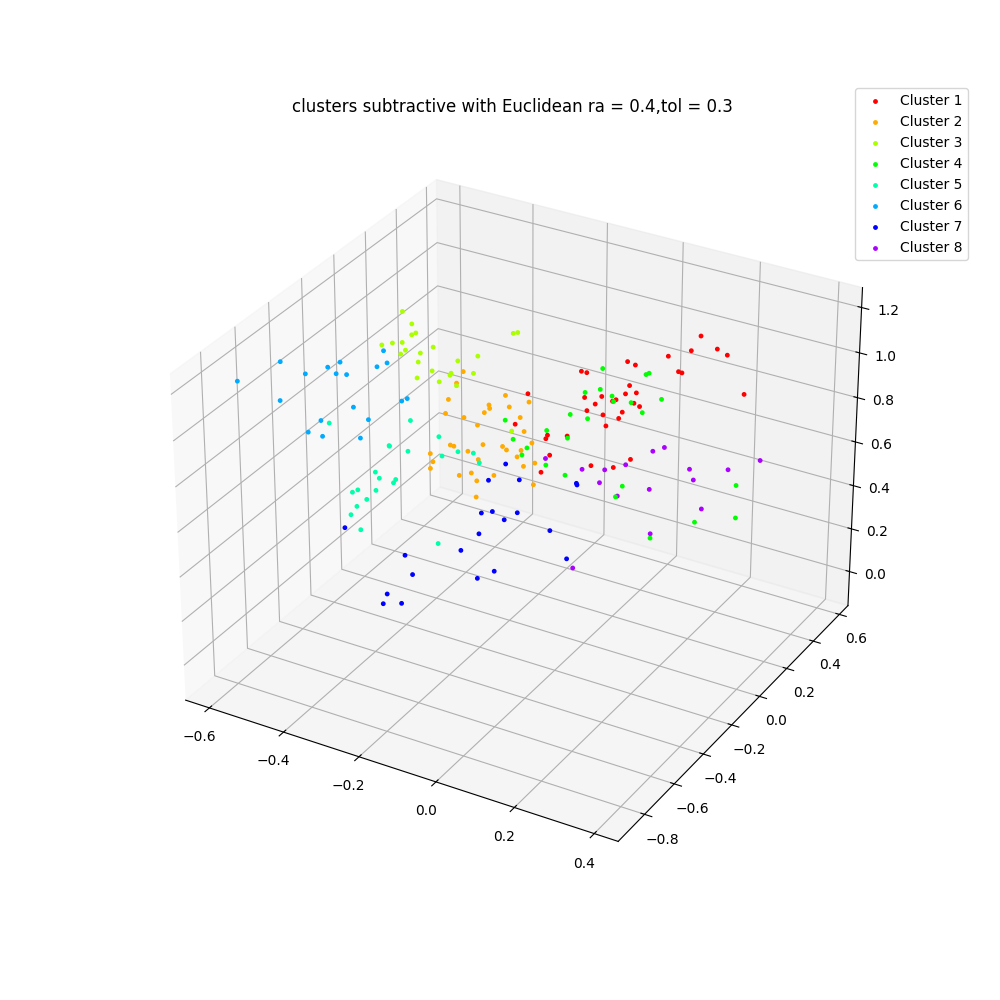 clusters subtractive with Euclidean ra = 0.4,tol = 0.3
Cluster 1
Cluster 2
Cluster 3
Cluster 4
Cluster 5
Cluster 6
Cluster 7
Cluster 8
1.2
1.0
0.8
0.6
0.4
0.2
0.0
0.6
0.4
0.2
0.0
−0.2
−0.4
−0.6
−0.8
−0.6
−0.4
−0.2
0.0
0.2
0.4